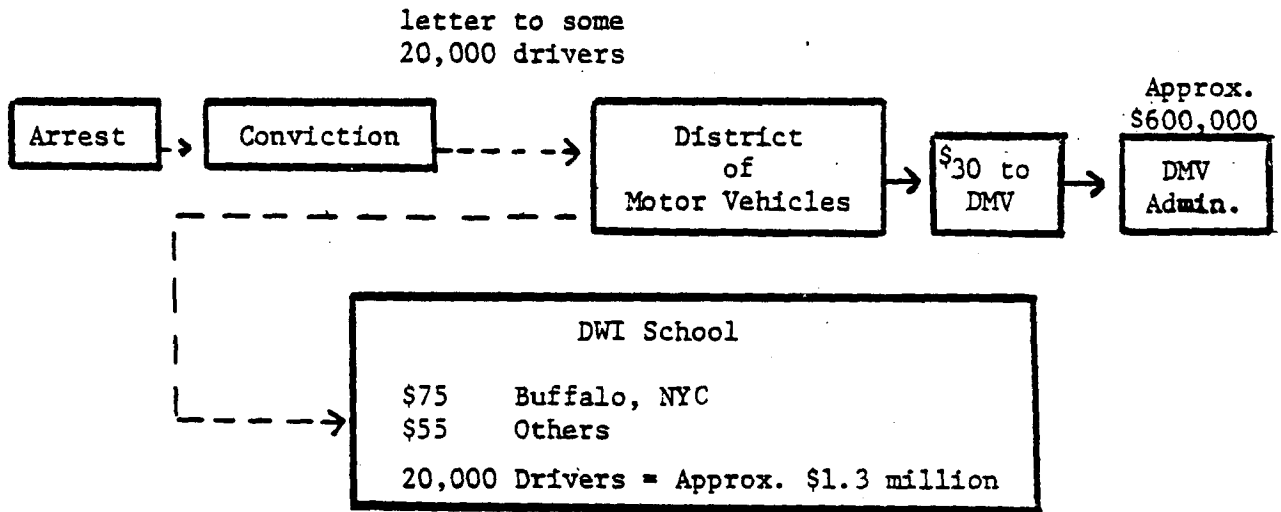 letter to some
20,000 drivers
Approx.
$600,000
Arrest
Conviction
District
of
Motor Vehicles
$30 to
DMV
DMV
Admin.
DWI School
$75 Buffalo, NYC
$55 Others
20,000 Drivers = Approx. $1.3 million